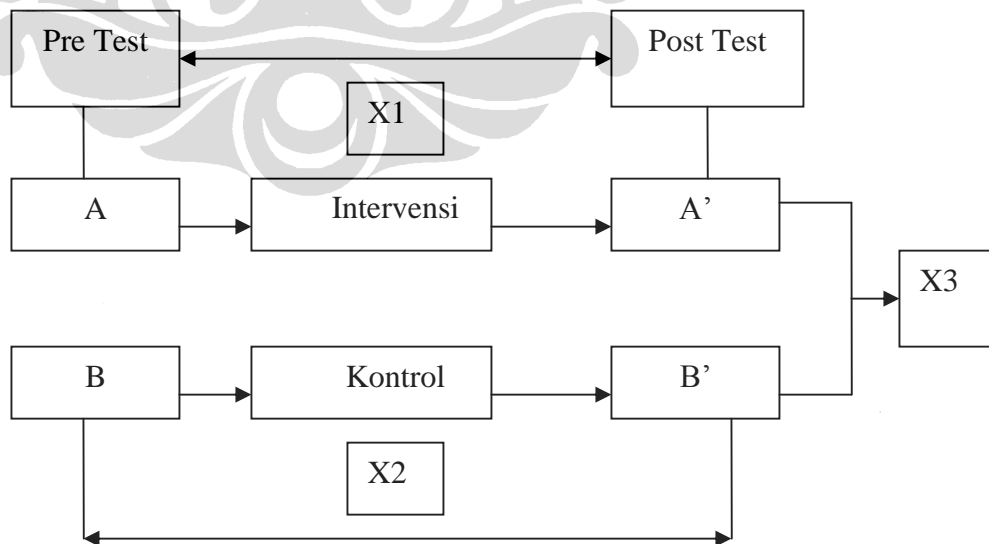 Pre Test
Post Test
X1
A
Intervensi
A’
X3
B
Kontrol
B’
X2